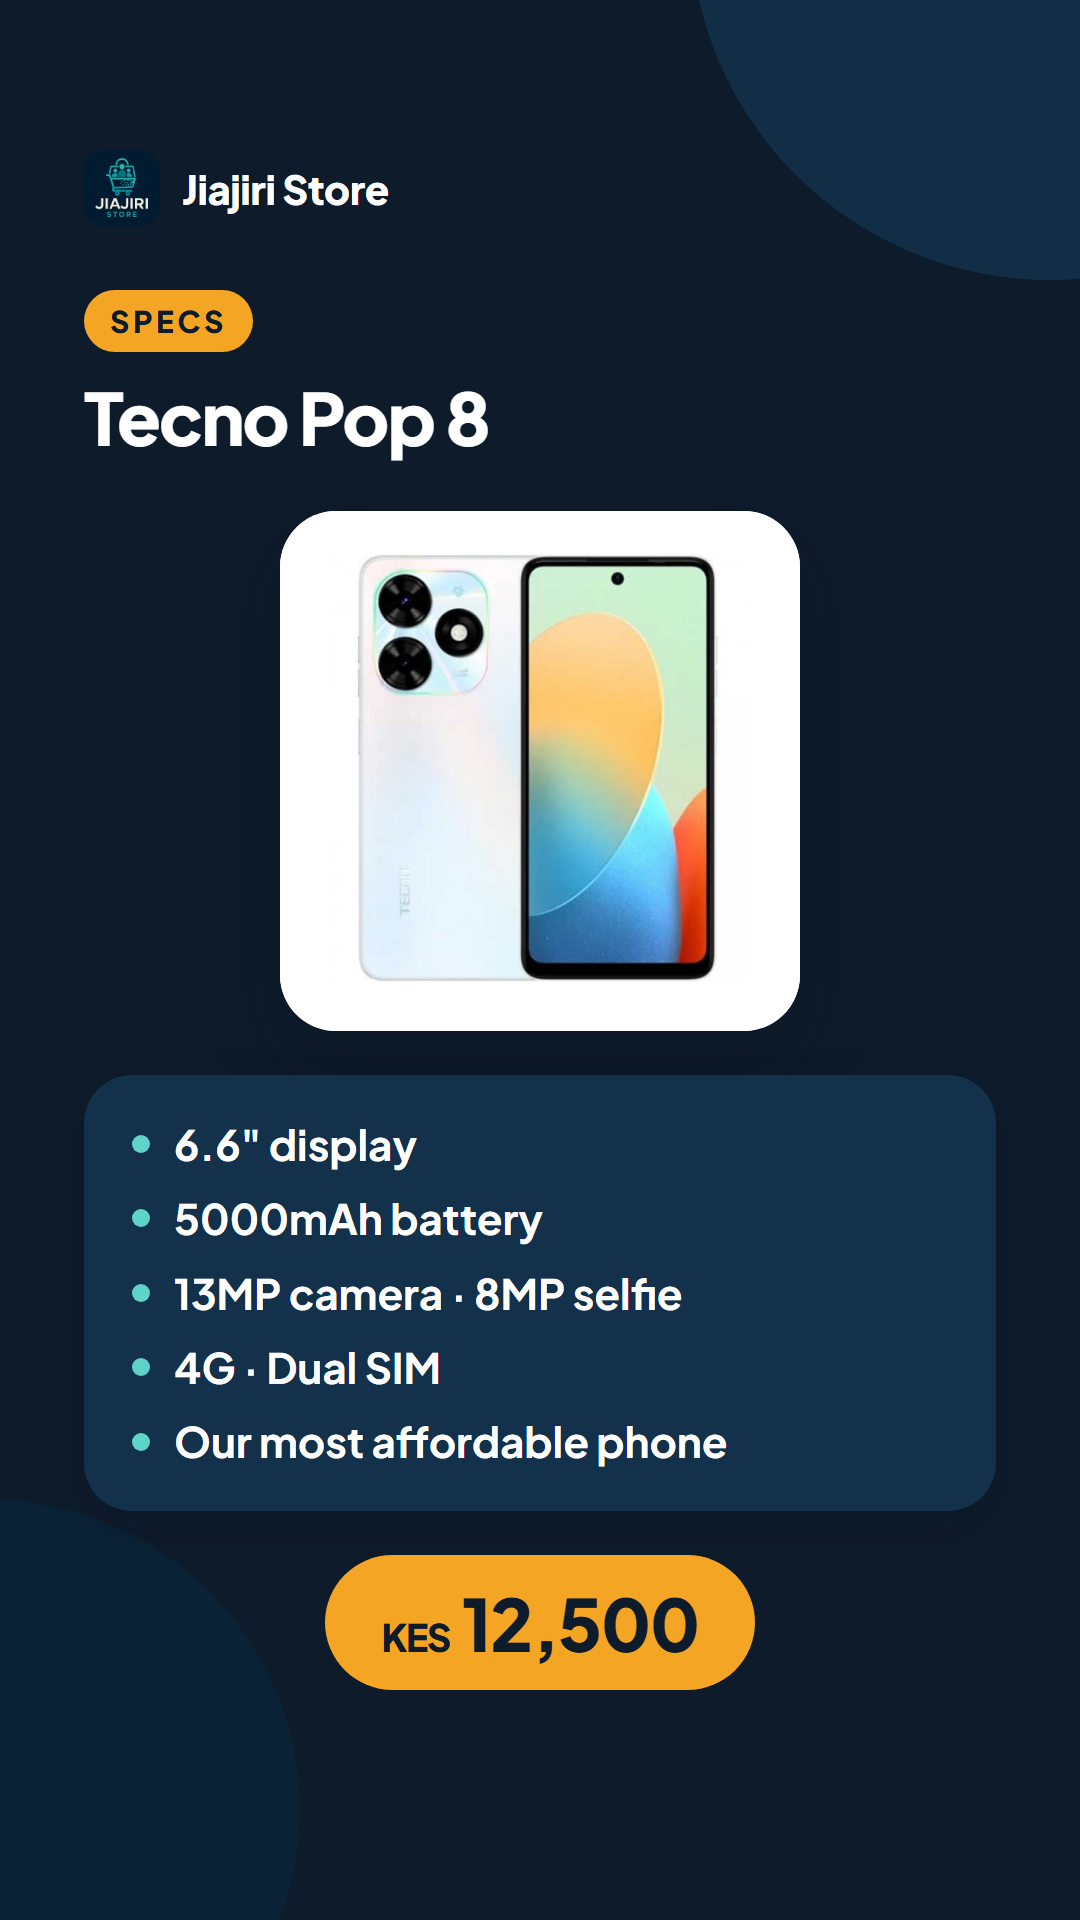 JIAJIRI
STORE
Jiajiri Store
SPECS
Tecno Pop 8
TECNO
6.6" display
5000mAh battery
13MP camera · 8MP selfie
4G · Dual SIM
Our most affordable phone
KES 12,500